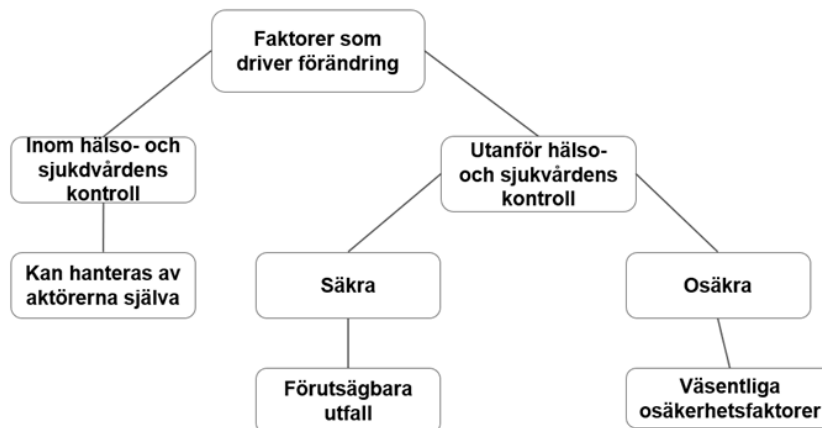 Faktorer som
driver förändring
Inom hälso- och
sjukdvårdens
kontroll
Utanför hälso-
och sjukvårdens
kontroll
Kan hanteras av
aktörerna själva
Säkra
Osäkra
Förutsägbara
utfall
Väsentliga
osäkerhetsfaktorer